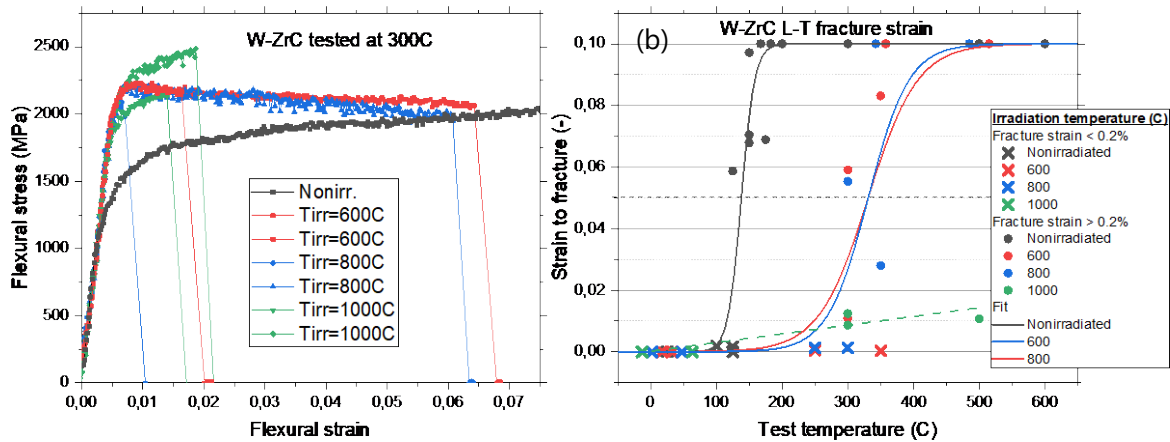 W-ZrC tested at 300C
Flexural stress (MPa)
2500
2000
1500
1000
500
0
Nonirr.
Tirr=600C
Tirr=600C
Tirr=800C
Tirr=800C
Tirr=1000C
Tirr=1000C
0,00 0,01 0,02 0,03 0,04 0,05 0,06 0,07
Flexural strain
(b)
W-ZrC L-T fracture strain
Strain to fracture (-)
0,10
0,08
0,06
0,04
0,02
0,00
Irradiation temperature (C)
Fracture strain < 0.2%
Nonirradiated
600
800
1000
Fracture strain > 0.2%
Nonirradiated
600
800
1000
Fit
Nonirradiated
600
800
0 100 200 300 400 500 600
Test temperature (C)